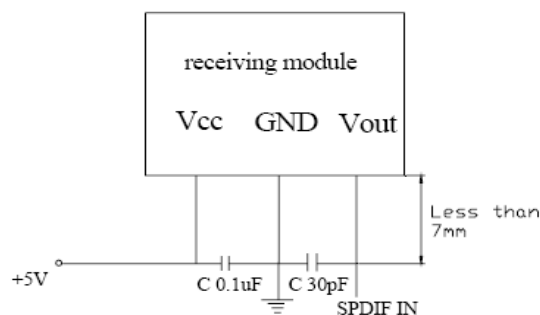 receiving module
Vcc GND Vout
Less than
7mm
+5V
C 0.1uF C 30pF
SPDIF IN